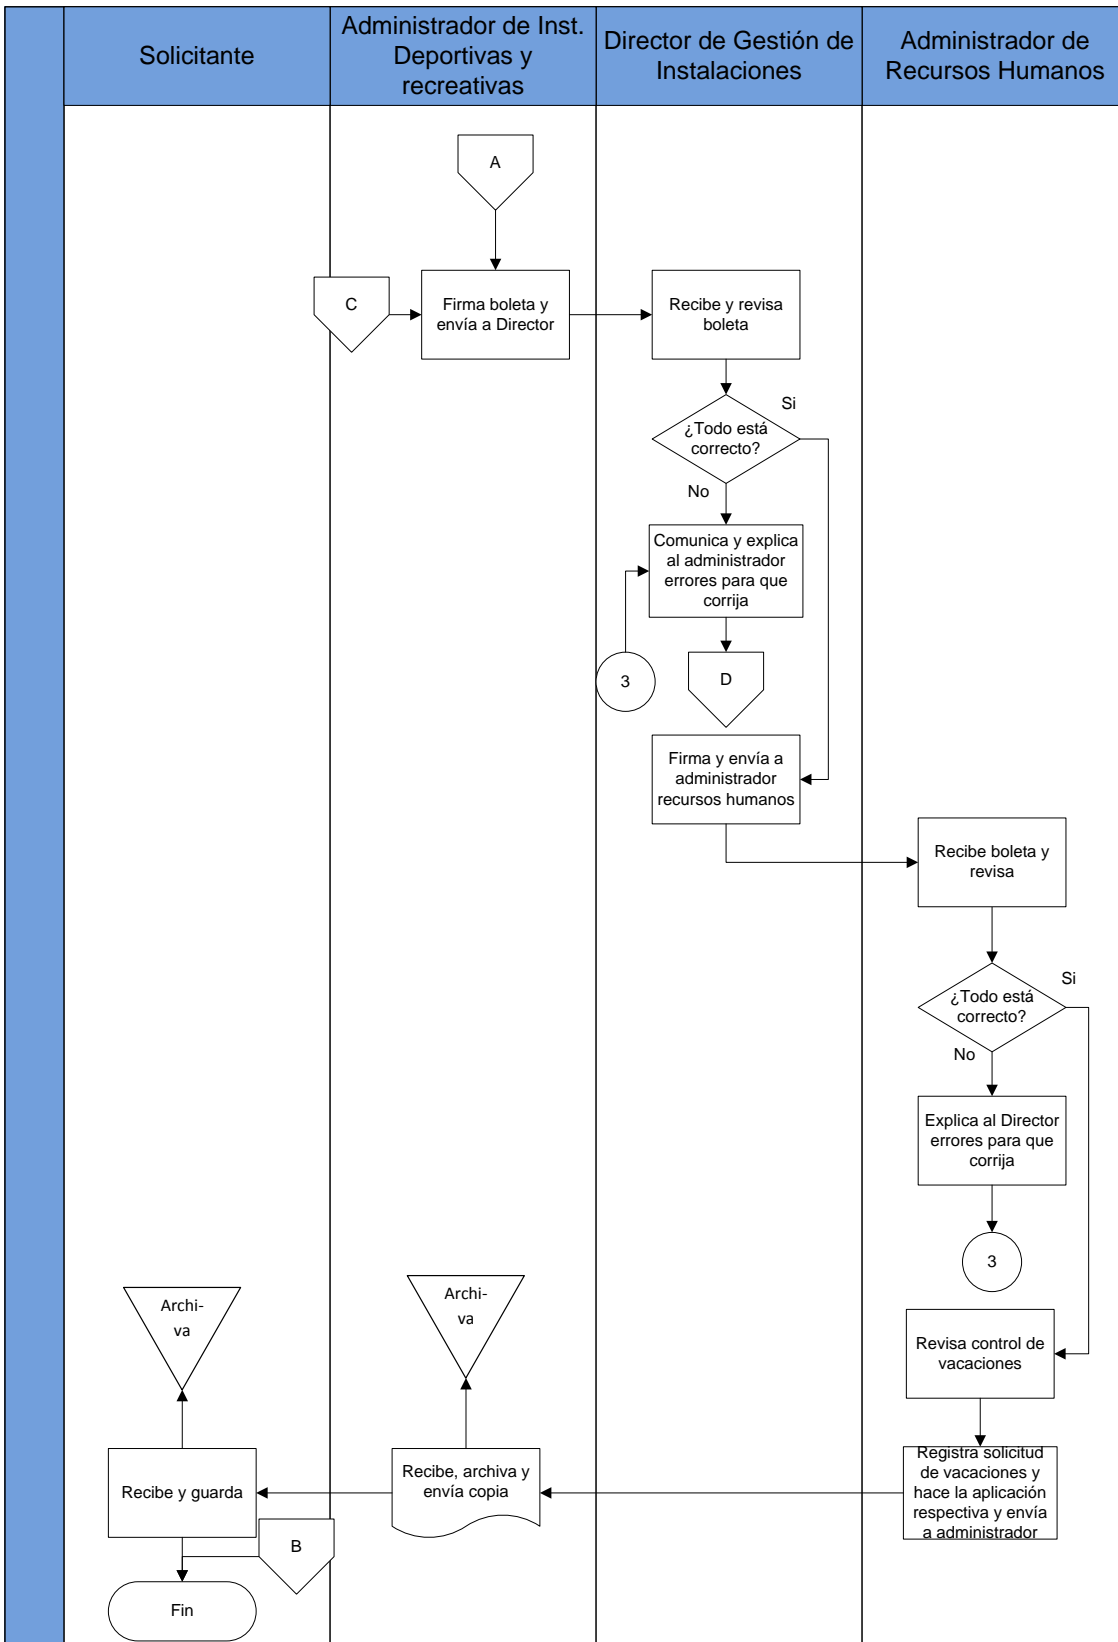 Solicitante
Administrador de Inst.
Deportivas y
recreativas
Director de Gestión de
Instalaciones
Administrador de
Recursos Humanos
A
C
Firma boleta y
envía a Director
Recibe y revisa
boleta
Si
¿Todo está
correcto?
No
Comunica y explica
al administrador
errores para que
corrija
3
D
Firma y envía a
administrador
recursos humanos
Recibe boleta y
revisa
Si
¿Todo está
correcto?
No
Explica al Director
errores para que
corrija
3
Archi-
va
Archi-
va
Revisa control de
vacaciones
Recibe y guarda
Recibe, archiva y
envía copia
Registra solicitud
de vacaciones y
hace la aplicación
respectiva y envía
a administrador
B
Fin